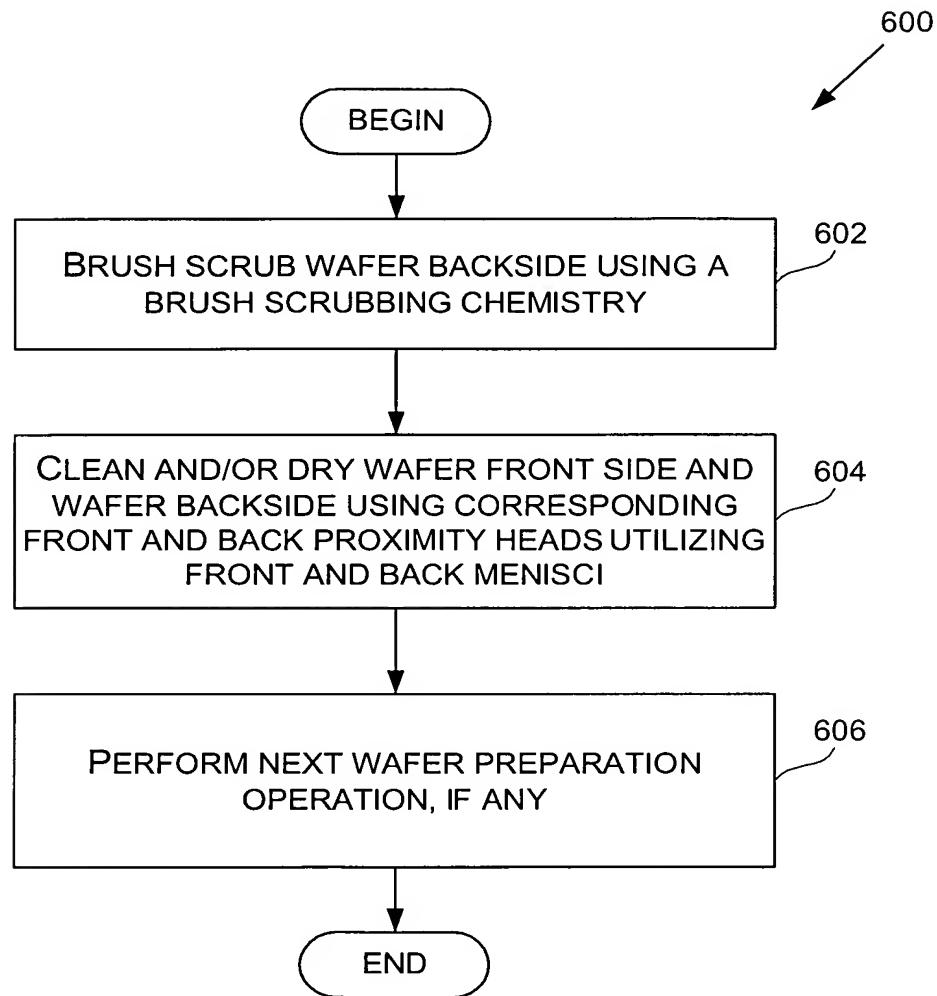 600
BEGIN
602
BRUSH SCRUB WAFER BACKSIDE USING A
BRUSH SCRUBBING CHEMISTRY
604
CLEAN AND/OR DRY WAFER FRONT SIDE AND
WAFER BACKSIDE USING CORRESPONDING
FRONT AND BACK PROXIMITY HEADS UTILIZING
FRONT AND BACK MENISCI
606
PERFORM NEXT WAFER PREPARATION
OPERATION, IF ANY
END